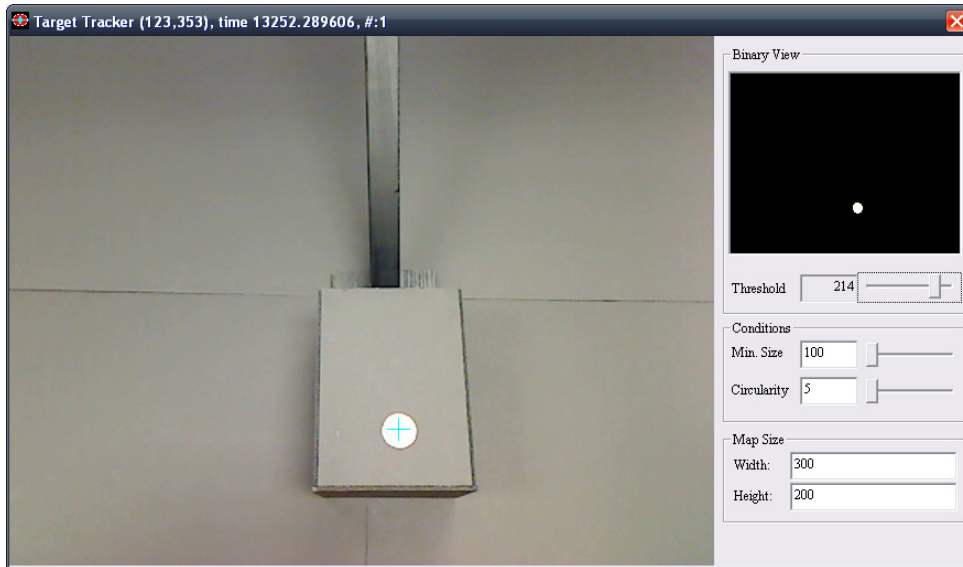 Target Tracker (123,353), time 13252.289606, #:1
Binary View
Threshold 214
Conditions
Min. Size 100
Circularity 5
Map Size
Width: 300
Height: 200